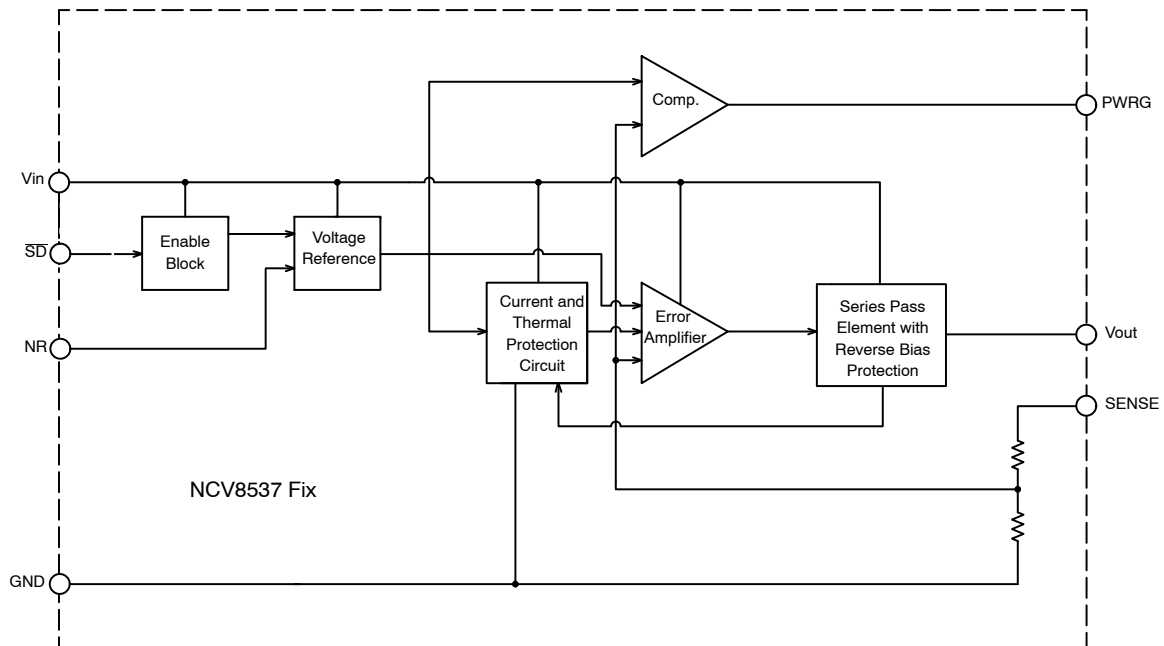 Comp.
PWRG
Vin
SD
Enable
Block
Voltage
Reference
NR
Current and
Thermal
Protection
Circuit
Error
Amplifier
Series Pass
Element with
Reverse Bias
Protection
Vout
SENSE
NCV8537 Fix
GND